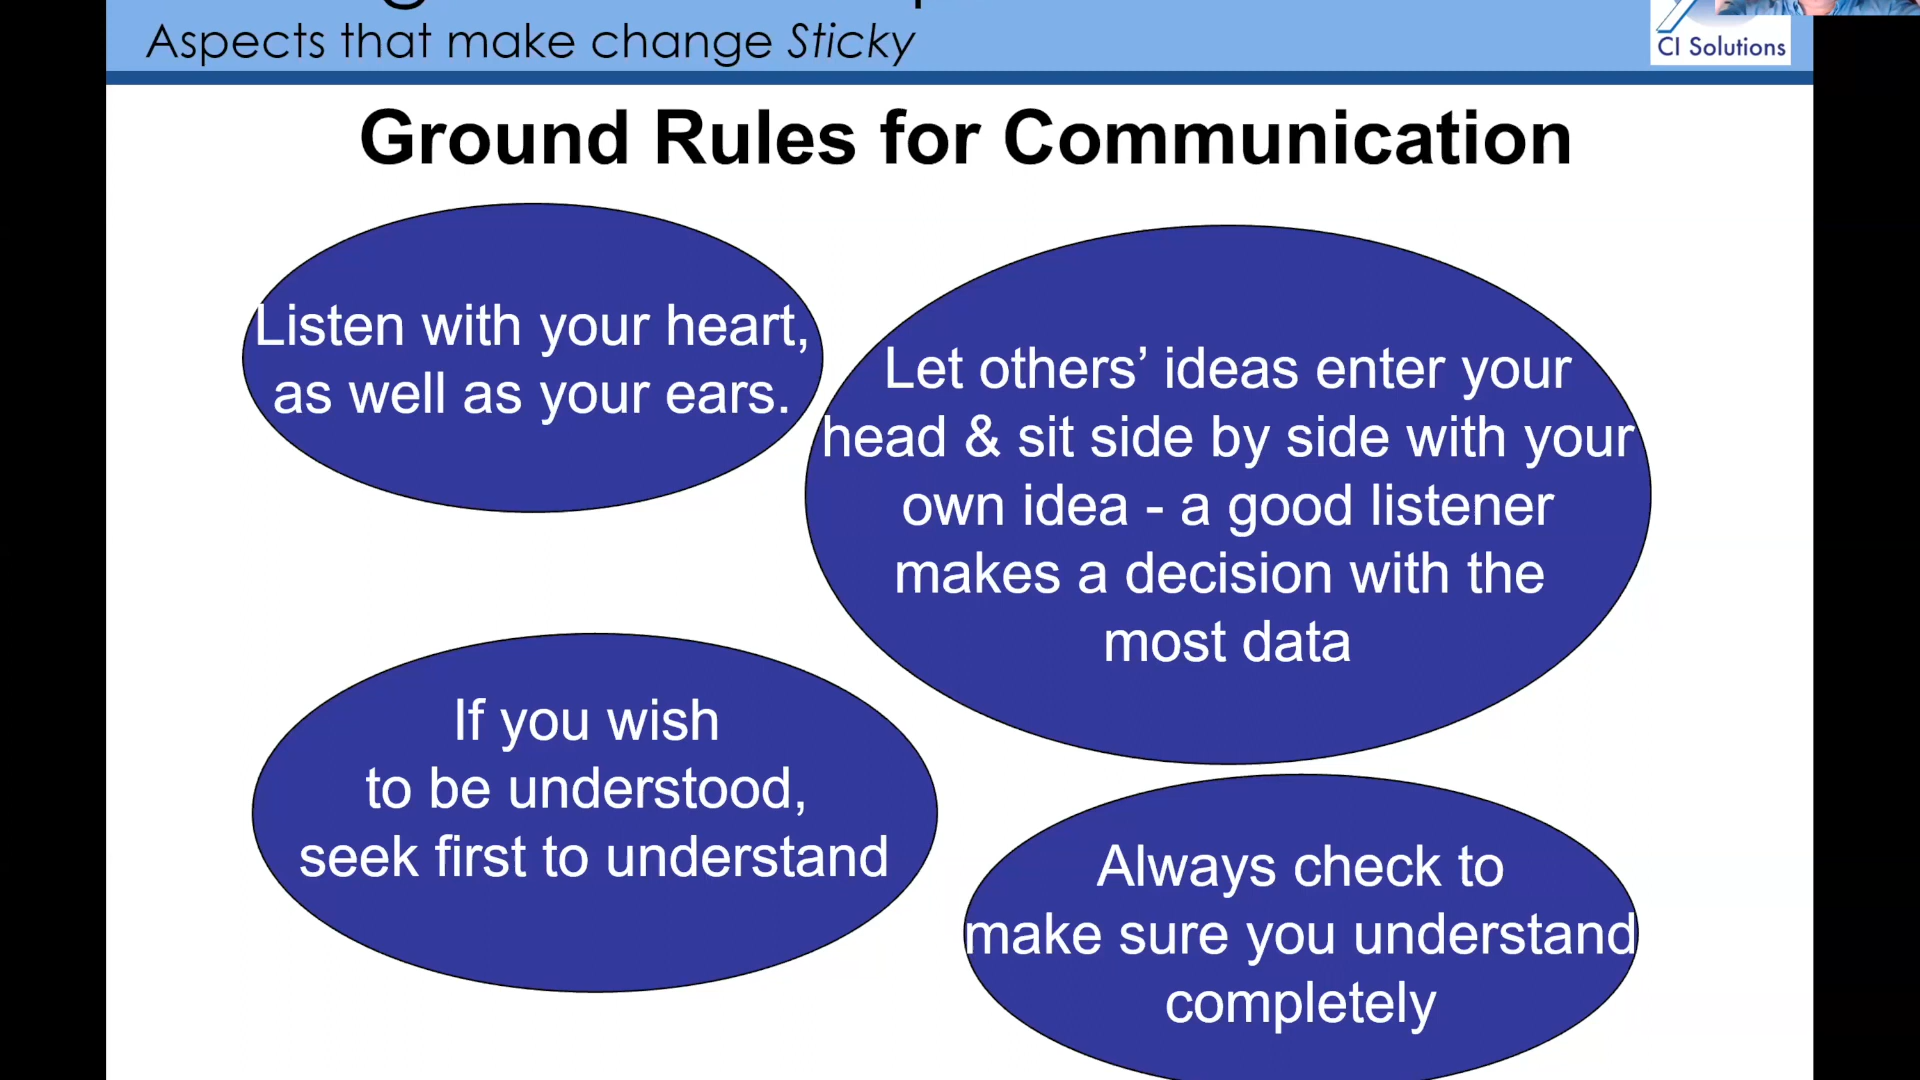 Aspects that make change Sticky
CI Solutions
Ground Rules for Communication
Listen with your heart,
as well as your ears.
Let others’ ideas enter your
head & sit side by side with your
own idea - a good listener
makes a decision with the
most data
If you wish
to be understood,
seek first to understand
Always check to
make sure you understand
completely